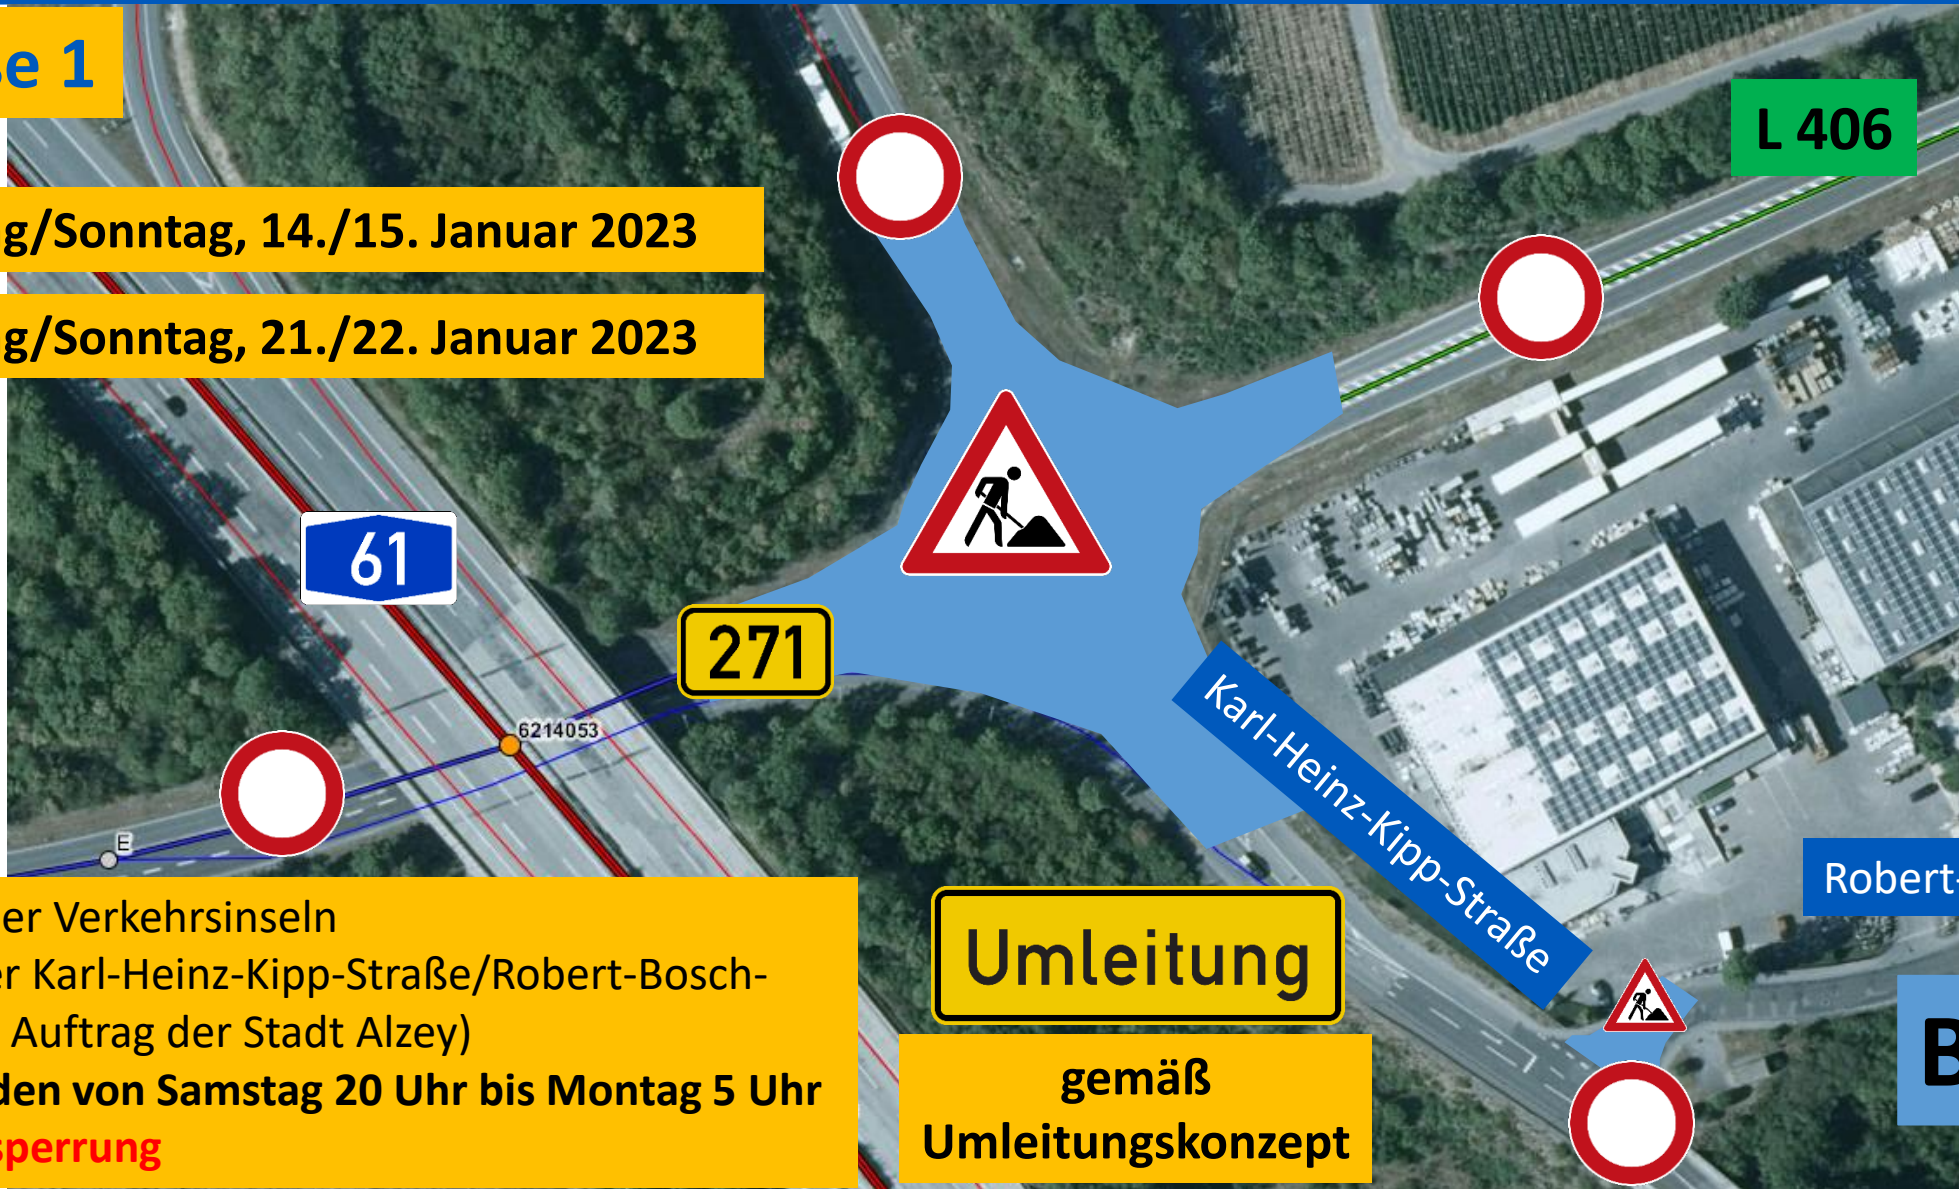 se 1
L 406
g/Sonntag, 14./15. Januar 2023
g/Sonntag, 21./22. Januar 2023
61
271
6214053
E
Karl-Heinz-Kipp-Straße
Robert-
er Verkehrsinseln
er Karl-Heinz-Kipp-Straße/Robert-Bosch-
Auftrag der Stadt Alzey)
den von Samstag 20 Uhr bis Montag 5 Uhr
sperrung
Umleitung
gemäß
Umleitungskonzept
B